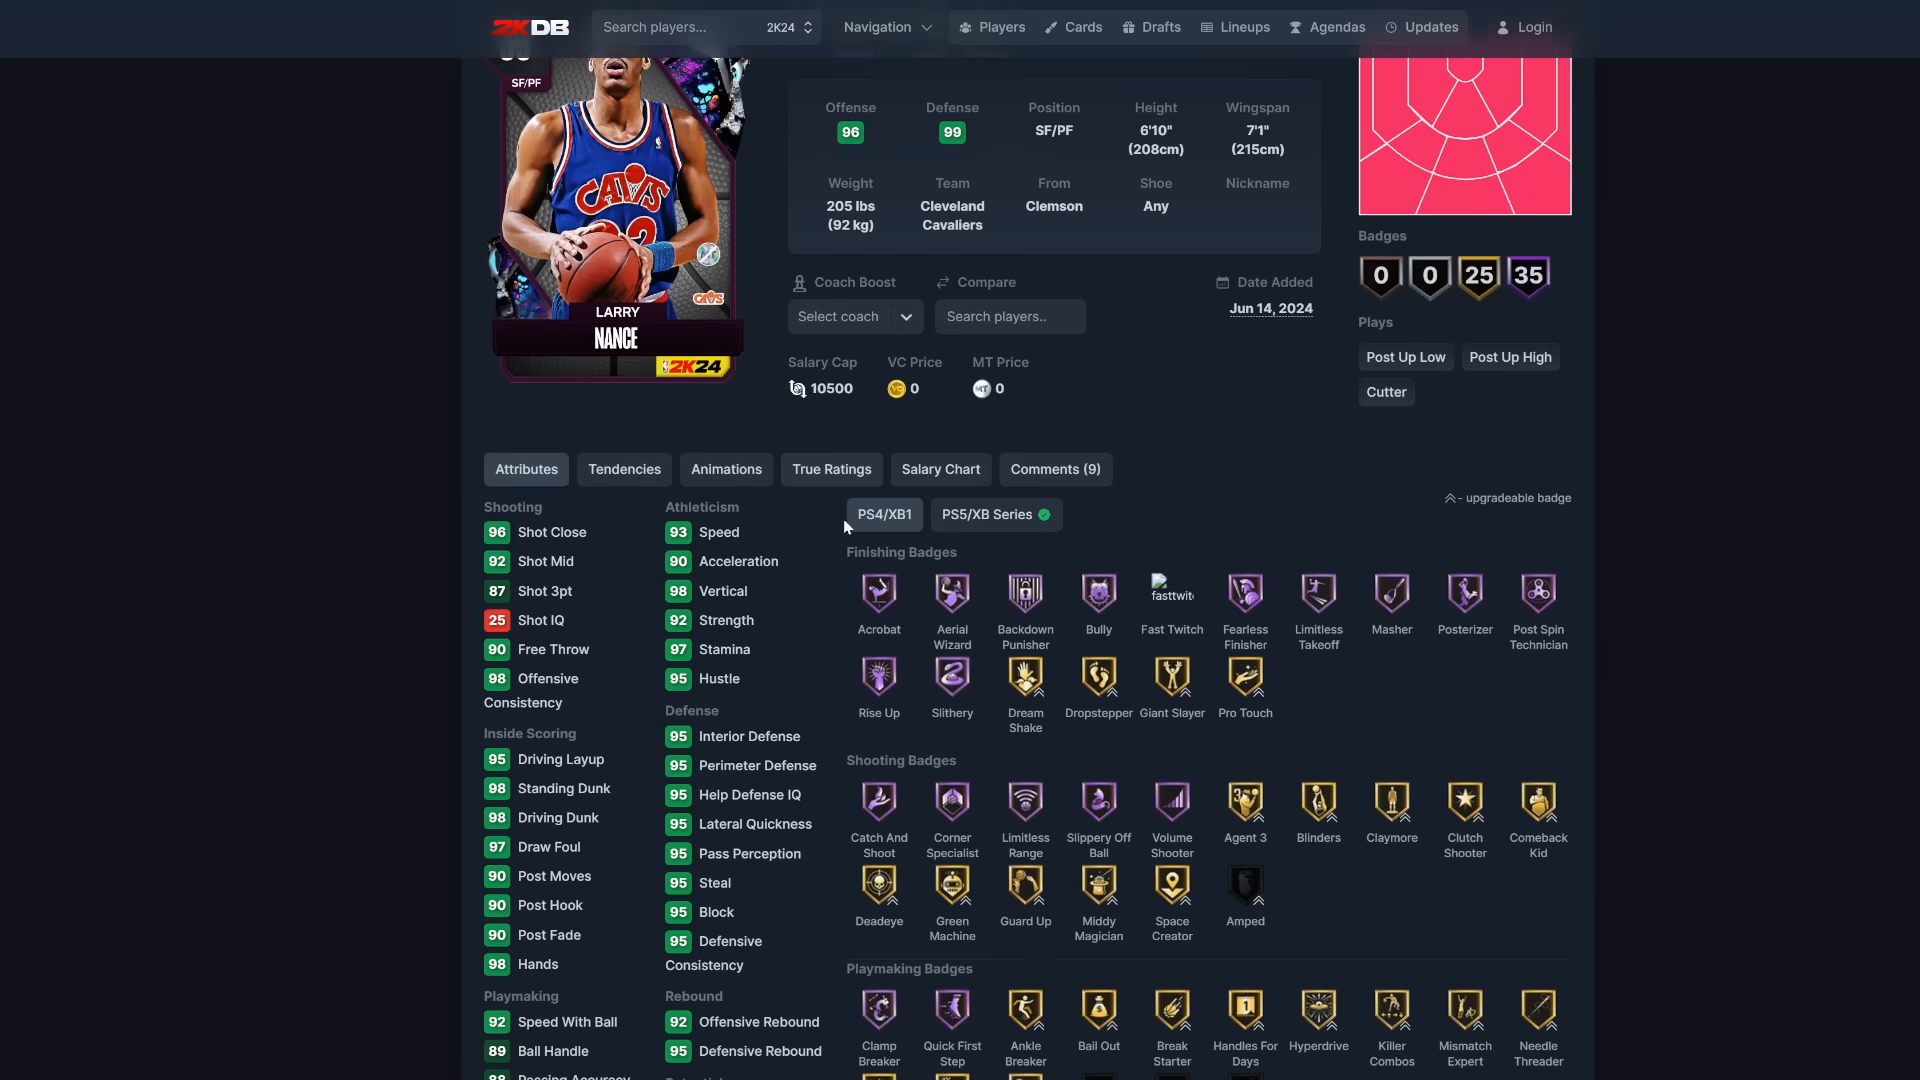 2KDB
Search players...
2K24
Navigation
Players
Cards
Drafts
Lineups
Agendas
Updates
Login
SF/PF
CAVS
CAVS
LARRY
NANCE
2K24
Offense
Defense
Position
Height
Wingspan
96
99
SF/PF
6'10"
7'1"
(208cm)
(215cm)
Weight
Team
From
Shoe
Nickname
205 lbs
Cleveland
Clemson
Any
(92 kg)
Cavaliers
Coach Boost
Compare
Date Added
Select coach
Search players..
Jun 14, 2024
Salary Cap
VC Price
MT Price
10500
VC 0
MT 0
Badges
0 0 25 35
Plays
Post Up Low
Post Up High
Cutter
Attributes
Tendencies
Animations
True Ratings
Salary Chart
Comments (9)
- upgradeable badge
Shooting
96 Shot Close
92 Shot Mid
87 Shot 3pt
25 Shot IQ
90 Free Throw
98 Offensive
Consistency
Inside Scoring
95 Driving Layup
98 Standing Dunk
98 Driving Dunk
97 Draw Foul
90 Post Moves
90 Post Hook
90 Post Fade
98 Hands
Playmaking
92 Speed With Ball
89 Ball Handle
88 Passing Accuracy
Athleticism
93 Speed
90 Acceleration
98 Vertical
92 Strength
97 Stamina
95 Hustle
Defense
95 Interior Defense
95 Perimeter Defense
95 Help Defense IQ
95 Lateral Quickness
95 Pass Perception
95 Steal
95 Block
95 Defensive
Consistency
Rebound
92 Offensive Rebound
95 Defensive Rebound
PS4/XB1
PS5/XB Series
Finishing Badges
fasttwitc
Acrobat
Aerial
Wizard
Backdown
Punisher
Bully
Fast Twitch
Fearless
Finisher
Limitless
Takeoff
Masher
Posterizer
Post Spin
Technician
Rise Up
Slithery
Dream
Shake
Dropstepper
Giant Slayer
Pro Touch
Shooting Badges
Catch And
Shoot
Corner
Specialist
Limitless
Range
Slippery Off
Ball
Volume
Shooter
Agent 3
Blinders
Claymore
Clutch
Shooter
Comeback
Kid
Deadeye
Green
Machine
Guard Up
Middy
Magician
Space
Creator
Amped
Playmaking Badges
Clamp
Breaker
Quick First
Step
Ankle
Breaker
Bail Out
Break
Starter
Handles For
Days
Hyperdrive
Killer
Combos
Mismatch
Expert
Needle
Threader